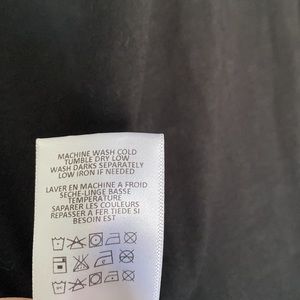 MACHINE WASH COLD
TUMBLE DRY LOW
WASH DARKS SEPARATELY
LOW IRON IF NEEDED
LAVER EN MACHINE A FROID
SECHE-LINGE BASSE
TEMPERATURE
SAPARER LES COULEURS
REPASSER A FER TIEDE SI
BESOIN EST